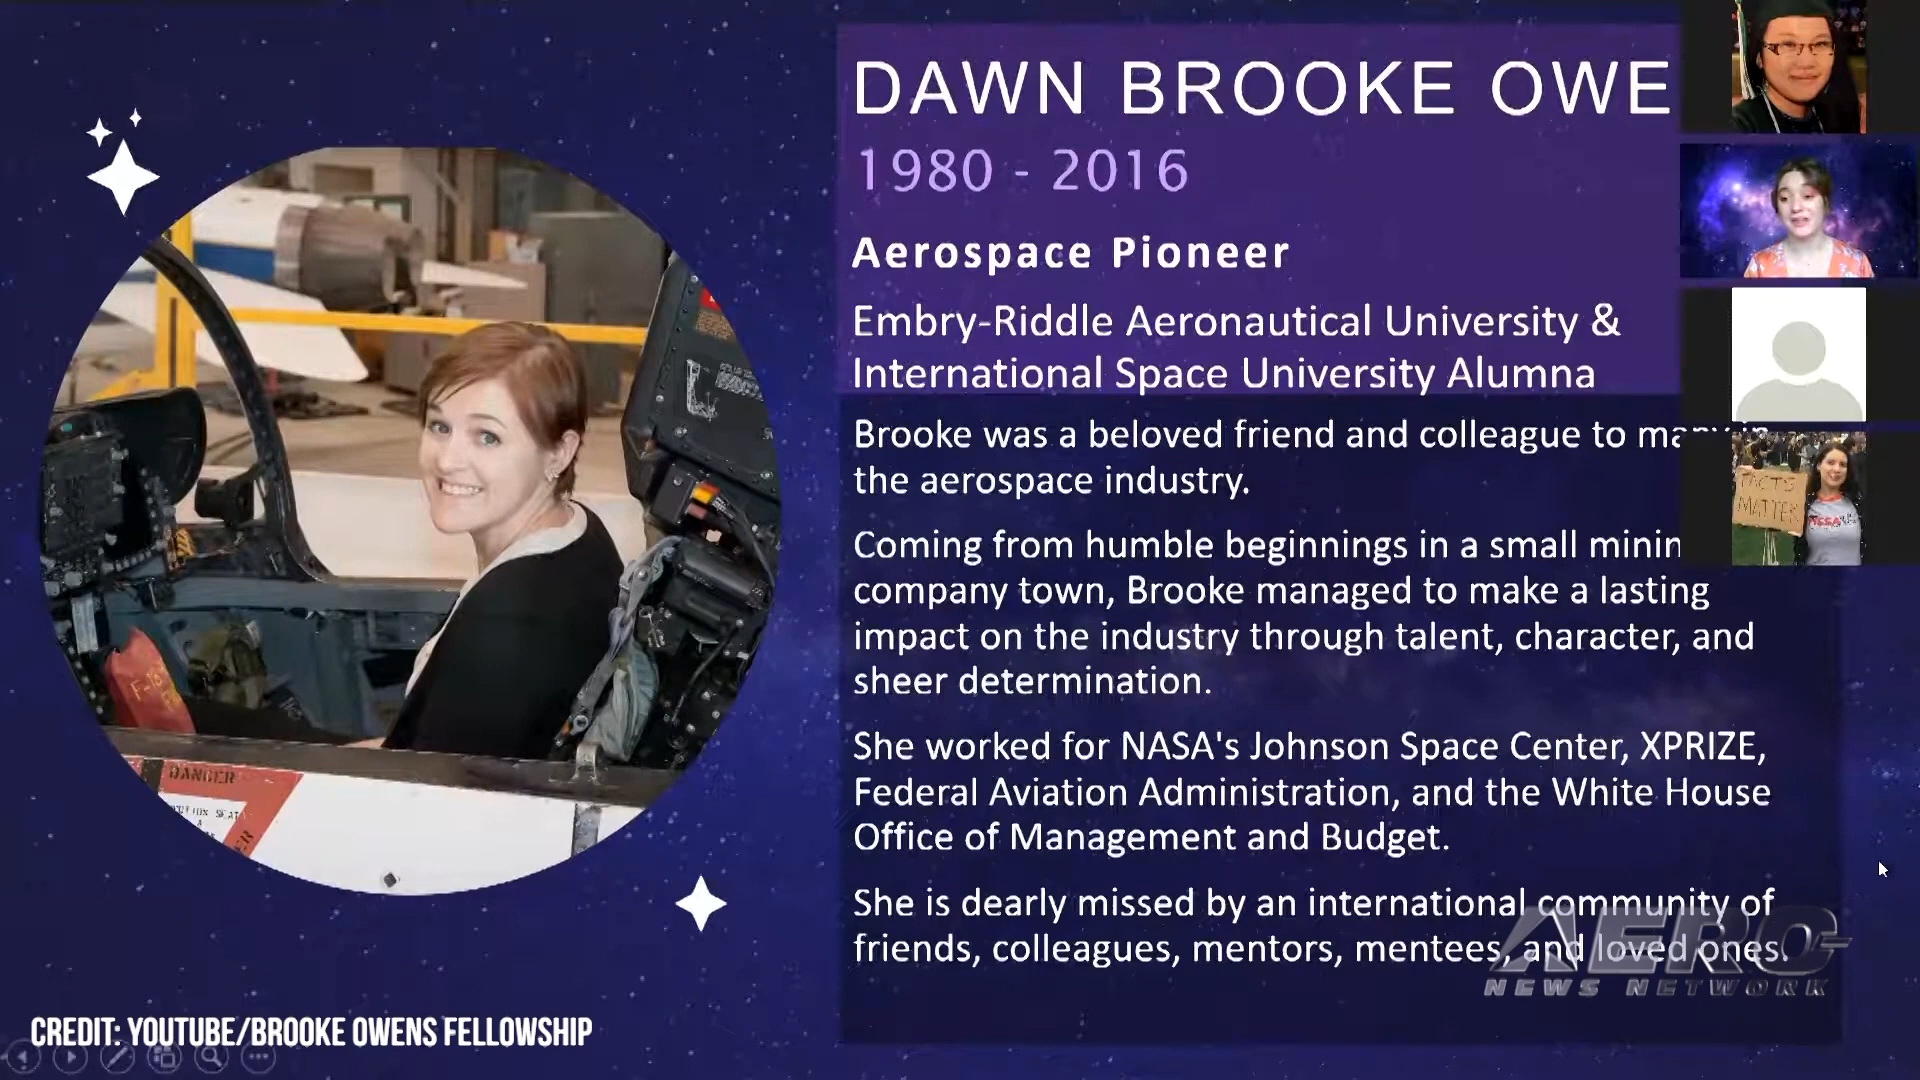 DAWN BROOKE OWE
1980 - 2016
Aerospace Pioneer
Embry-Riddle Aeronautical University &
International Space University Alumna
Brooke was a beloved friend and colleague to many in
the aerospace industry.
Coming from humble beginnings in a small minin
company town, Brooke managed to make a lasting
impact on the industry through talent, character, and
sheer determination.
She worked for NASA's Johnson Space Center, XPRIZE,
Federal Aviation Administration, and the White House
Office of Management and Budget.
She is dearly missed by an international community of
friends, colleagues, mentors, mentees, and loved ones.
AERO-
NEWS NETWORK
FACTS
MATTER
DANGER
CREDIT: YOUTUBE/BROOKE OWENS FELLOWSHIP